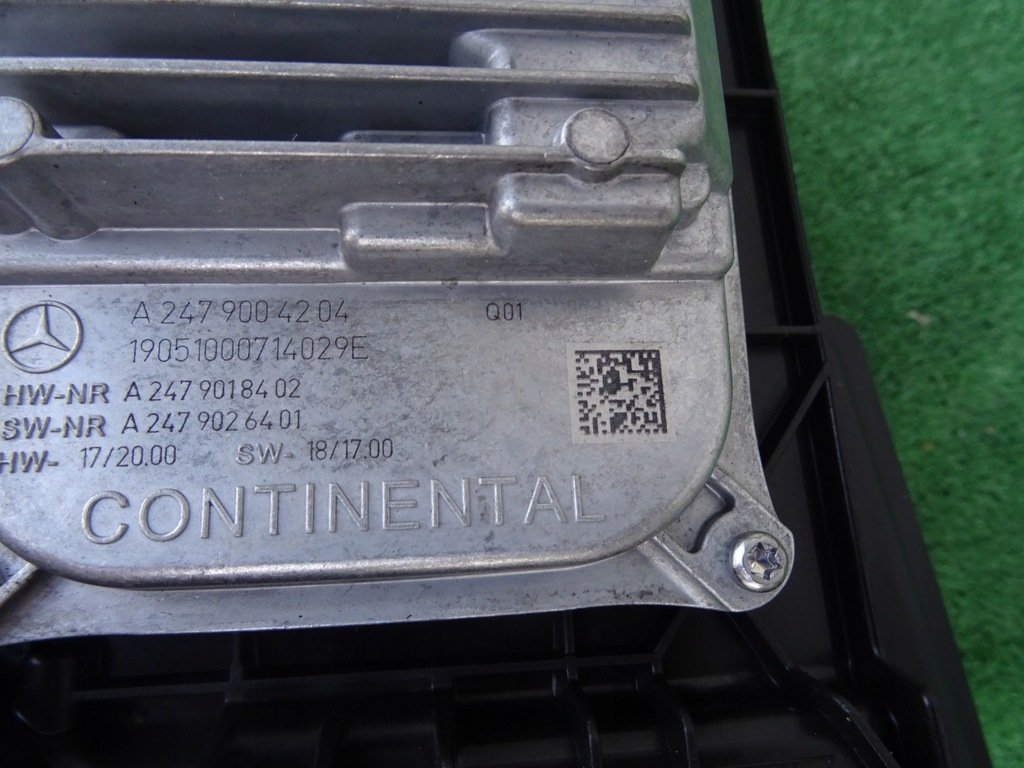 A 247 900 42 04 Q01
19051000714029E
HW-NR A 247 901 84 02
SW-NR A 247 902 64 01
HW- 17/20.00 SW- 18/17.00
CONTINENTAL